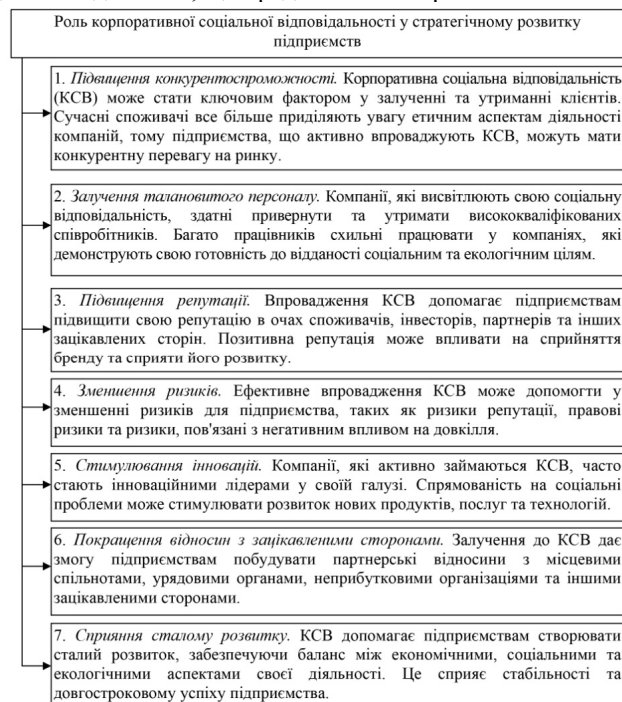 Роль корпоративної соціальної відповідальності у стратегічному розвитку
підприємств
1. Підвищення конкурентоспроможності. Корпоративна соціальна відповідальність
(КСВ) може стати ключовим фактором у залученні та утриманні клієнтів.
Сучасні споживачі все більше приділяють увагу етичним аспектам діяльності
компаній, тому підприємства, що активно впроваджують КСВ, можуть мати
конкурентну перевагу на ринку.
2. Залучення талановитого персоналу. Компанії, які висвітлюють свою соціальну
відповідальність, здатні привернути та утримати висококваліфікованих
співробітників. Багато працівників схильні працювати у компаніях, які
демонструють свою готовність до відданості соціальним та екологічним цілям.
3. Підвищення репутації. Впровадження КСВ допомагає підприємствам
підвищити свою репутацію в очах споживачів, інвесторів, партнерів та інших
зацікавлених сторін. Позитивна репутація може впливати на сприйняття
бренду та сприяти його розвитку.
4. Зменшення ризиків. Ефективне впровадження КСВ може допомогти у
зменшенні ризиків для підприємства, таких як ризики репутації, правові
ризики та ризики, пов'язані з негативним впливом на довкілля.
5. Стимулювання інновацій. Компанії, які активно займаються КСВ, часто
стають інноваційними лідерами у своїй галузі. Спрямованість на соціальні
проблеми може стимулювати розвиток нових продуктів, послуг та технологій.
6. Покращення відносин з зацікавленими сторонами. Залучення до КСВ дає
змогу підприємствам побудувати партнерські відносини з місцевими
спільнотами, урядовими органами, неприбутковими організаціями та іншими
зацікавленими сторонами.
7. Сприяння сталому розвитку. КСВ допомагає підприємствам створювати
сталий розвиток, забезпечуючи баланс між економічними, соціальними та
екологічними аспектами своєї діяльності. Це сприяє стабільності та
довгостроковому успіху підприємства.